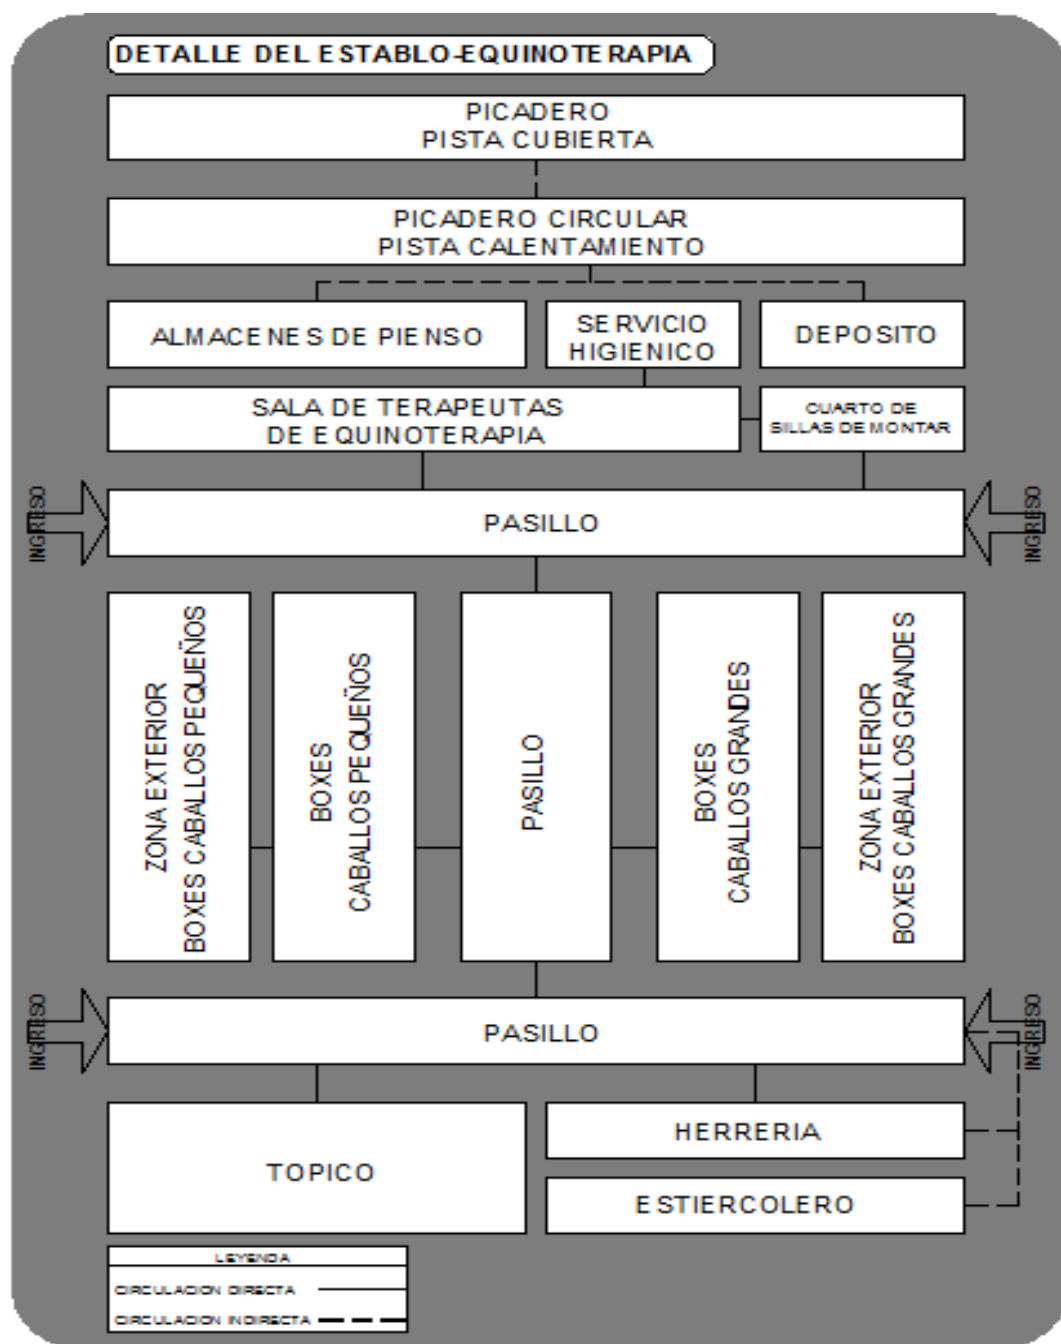 DETALLE DEL ESTABLO-EQUINOTERAPIA
PICADERO
PISTA CUBIERTA
PICADERO CIRCULAR
PISTA CALENTAMIENTO
ALMACENES DE PIENSO
SERVICIO
HIGIENICO
DEPOSITO
SALA DE TERAPEUTAS
DE EQUINOTERAPIA
CUARTO DE
SILLAS DE MONTAR
INGRESO
PASILLO
INGRESO
ZONA EXTERIOR
BOXES CABALLOS PEQUEÑOS
BOXES
CABALLOS PEQUEÑOS
PASILLO
BOXES
CABALLOS GRANDES
ZONA EXTERIOR
BOXES CABALLOS GRANDES
INGRESO
PASILLO
INGRESO
TOPICO
HERRERIA
ESTIERCOLERO
LEYENDA
CIRCULACION DIRECTA
CIRCULACION INDIRECTA